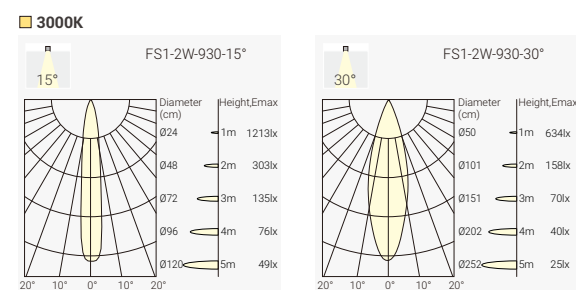 3000K
15°
FS1-2W-930-15°
Diameter Height,Emax
(cm)
Ø24 1m 1213lx
Ø48 2m 303lx
Ø72 3m 135lx
Ø96 4m 76lx
Ø120 5m 49lx
20° 10° 0° 10° 20°
30°
FS1-2W-930-30°
Diameter Height,Emax
(cm)
Ø50 1m 634lx
Ø101 2m 158lx
Ø151 3m 70lx
Ø202 4m 40lx
Ø252 5m 25lx
20° 10° 0° 10° 20°